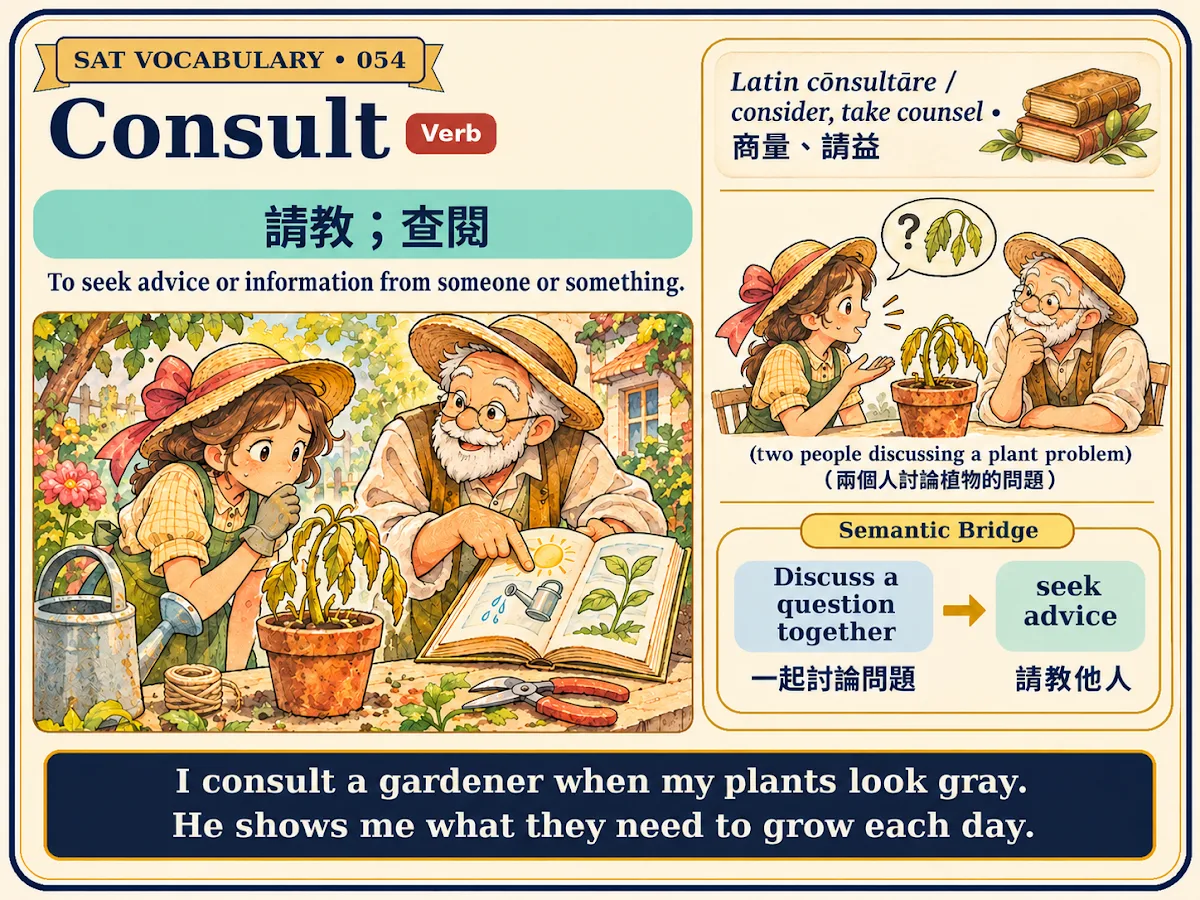 SAT VOCABULARY • 054
Consult
Verb
請教；查閱
To seek advice or information from someone or something.
Latin cōnsultāre /
consider, take counsel •
商量、請益
?
(two people discussing a plant problem)
（兩個人討論植物的問題）
Semantic Bridge
Discuss a
question
together
seek
advice
一起討論問題
請教他人
I consult a gardener when my plants look gray.
He shows me what they need to grow each day.